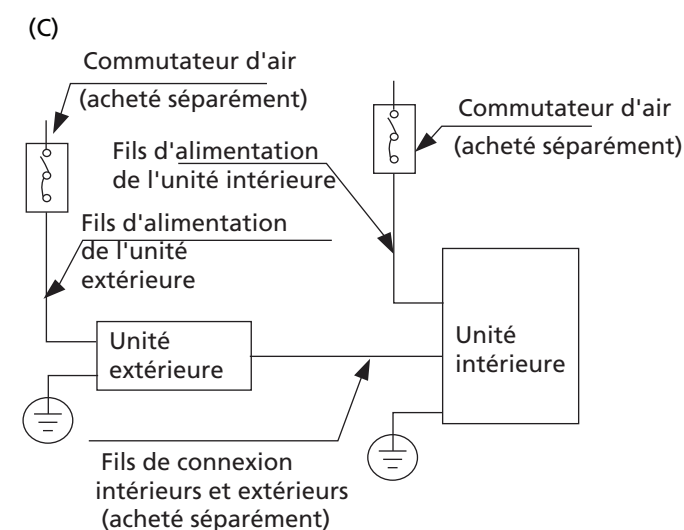 (C)
Commutateur d'air
(acheté séparément)
Commutateur d'air
(acheté séparément)
Fils d'alimentation
de l'unité intérieure
Fils d'alimentation
de l'unité
extérieure
Unité
extérieure
Unité
intérieure
Fils de connexion
intérieurs et extérieurs
(acheté séparément)